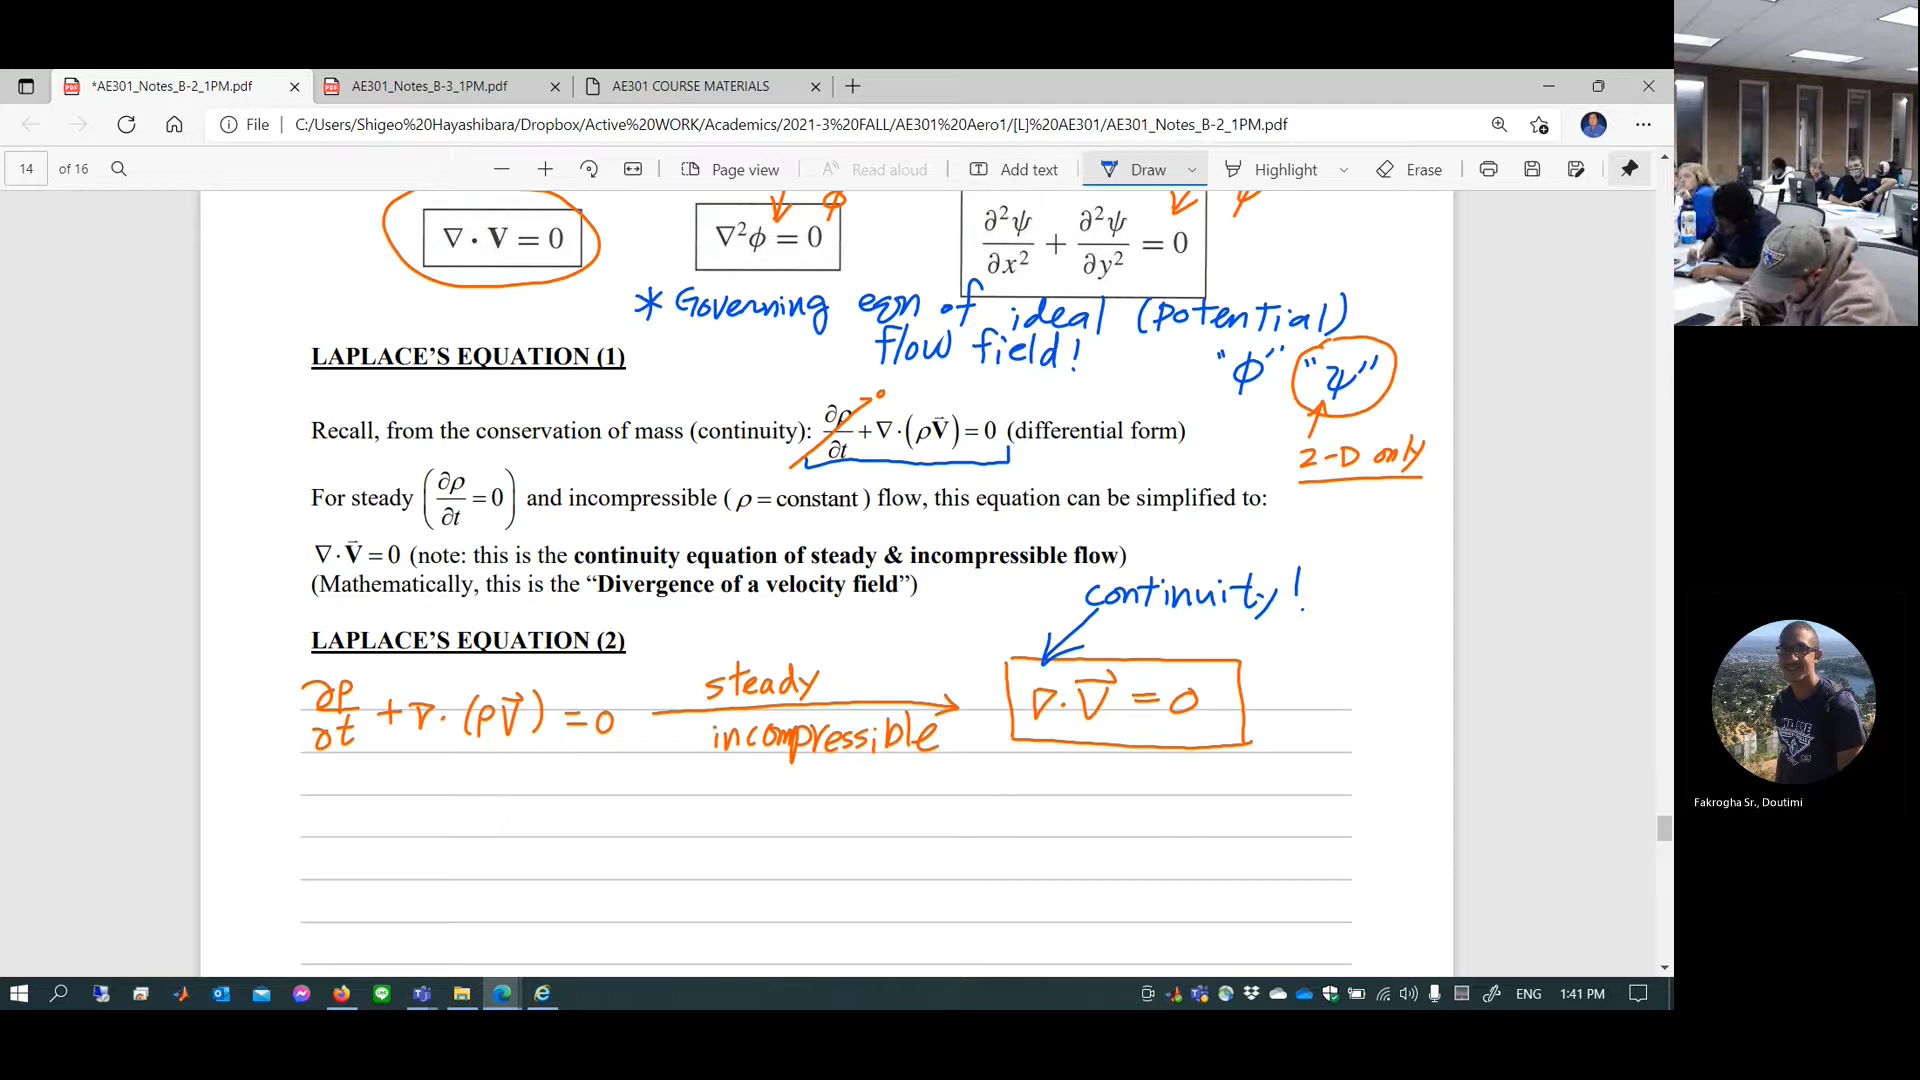 *AE301_Notes_B-2_1PM.pdf
AE301_Notes_B-3_1PM.pdf
AE301 COURSE MATERIALS
File
C:/Users/Shigeo%20Hayashibara/Dropbox/Active%20WORK/Academics/2021-3%20FALL/AE301%20Aero1/[L]%20AE301/AE301_Notes_B-2_1PM.pdf
14 of 16
Page view
Read aloud
Add text
Draw
Highlight
Erase
ϕ
∇ · V = 0
∇²ϕ = 0
∂²ψ/∂x² + ∂²ψ/∂y² = 0
* Governing eqn of ideal (potential)
flow field!
LAPLACE'S EQUATION (1)
"ϕ" "ψ"
Recall, from the conservation of mass (continuity): ∂ρ/∂t + ∇·(ρV⃗) = 0 (differential form)
0
2-D only
For steady (∂ρ/∂t = 0) and incompressible (ρ = constant) flow, this equation can be simplified to:
∇·V⃗ = 0 (note: this is the continuity equation of steady & incompressible flow)
(Mathematically, this is the “Divergence of a velocity field”)
continuity!
LAPLACE'S EQUATION (2)
∂ρ/∂t + ∇·(ρV⃗) = 0 steady incompressible ∇·V⃗ = 0
Fakrogha Sr., Doutimi
ENG
1:41 PM